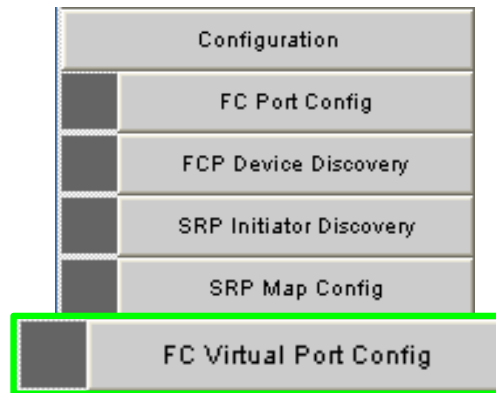 Configuration
FC Port Config
FCP Device Discovery
SRP Initiator Discovery
SRP Map Config
FC Virtual Port Config